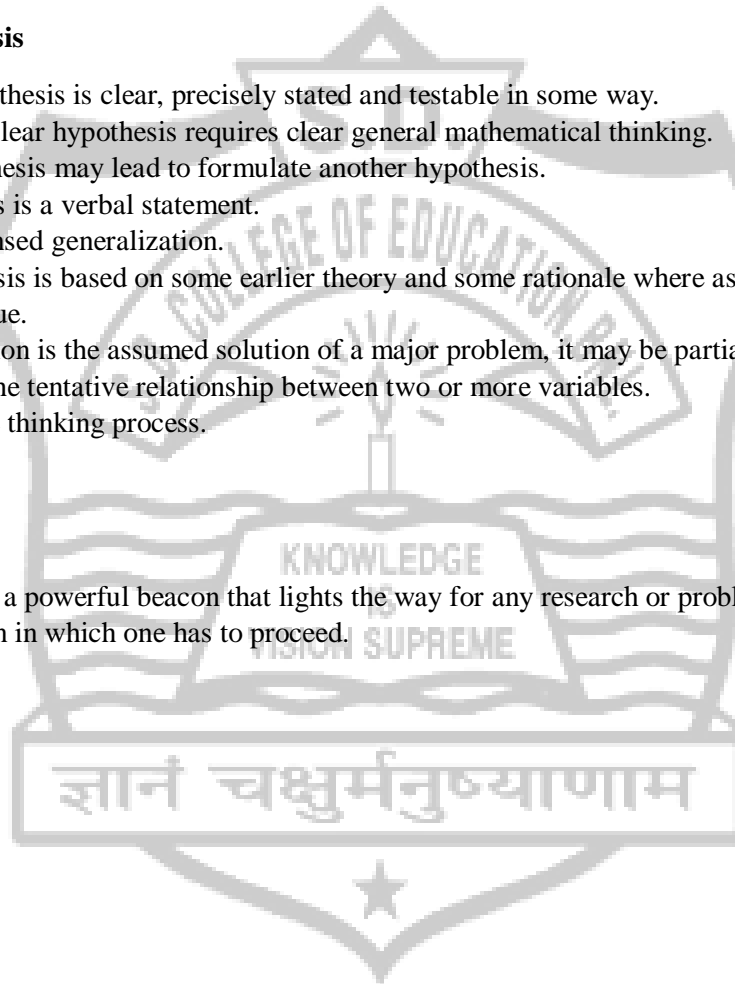 sis
thesis is clear, precisely stated and testable in some way.
lear hypothesis requires clear general mathematical thinking.
hesis may lead to formulate another hypothesis.
s is a verbal statement.
nsed generalization.
sis is based on some earlier theory and some rationale where as
ue.
on is the assumed solution of a major problem, it may be partia
he tentative relationship between two or more variables.
thinking process.
a powerful beacon that lights the way for any research or probl
n in which one has to proceed.
S.D.
S.D. COLLEGE OF EDUCATION, BNL
KNOWLEDGE
IS
VISION SUPREME
ज्ञानं चक्षुर्मनुष्याणाम